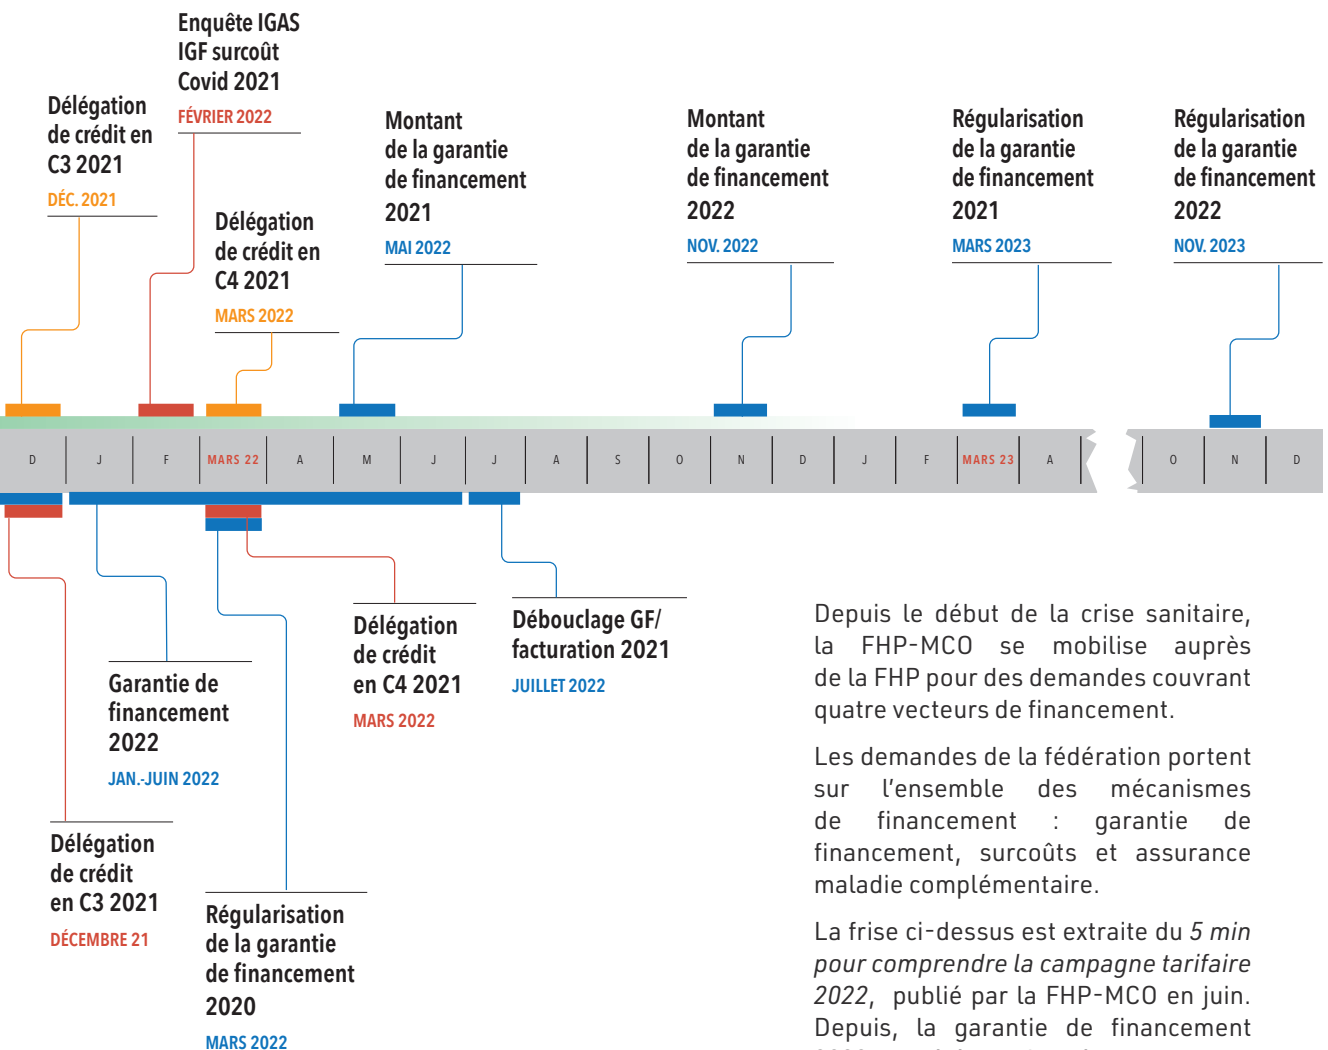 Enquête IGAS
IGF surcoût
Covid 2021
FÉVRIER 2022
Délégation
de crédit en
C3 2021
DÉC. 2021
Délégation
de crédit en
C4 2021
MARS 2022
Montant
de la garantie
de financement
2021
MAI 2022
Montant
de la garantie
de financement
2022
NOV. 2022
Régularisation
de la garantie
de financement
2021
MARS 2023
Régularisation
de la garantie
de financement
2022
NOV. 2023
D J F MARS 22 A M J J A S O N D J F MARS 23 A O N D
Garantie de
financement
2022
JAN.-JUIN 2022
Délégation
de crédit
en C3 2021
DÉCEMBRE 21
Régularisation
de la garantie
de financement
2020
MARS 2022
Délégation
de crédit
en C4 2021
MARS 2022
Débouclage GF/
facturation 2021
JUILLET 2022
Depuis le début de la crise sanitaire,
la FHP-MCO se mobilise auprès
de la FHP pour des demandes couvrant
quatre vecteurs de financement.
Les demandes de la fédération portent
sur l'ensemble des mécanismes
de financement : garantie de
financement, surcoûts et assurance
maladie complémentaire.
La frise ci-dessus est extraite du 5 min
pour comprendre la campagne tarifaire
2022, publié par la FHP-MCO en juin.
Depuis, la garantie de financement